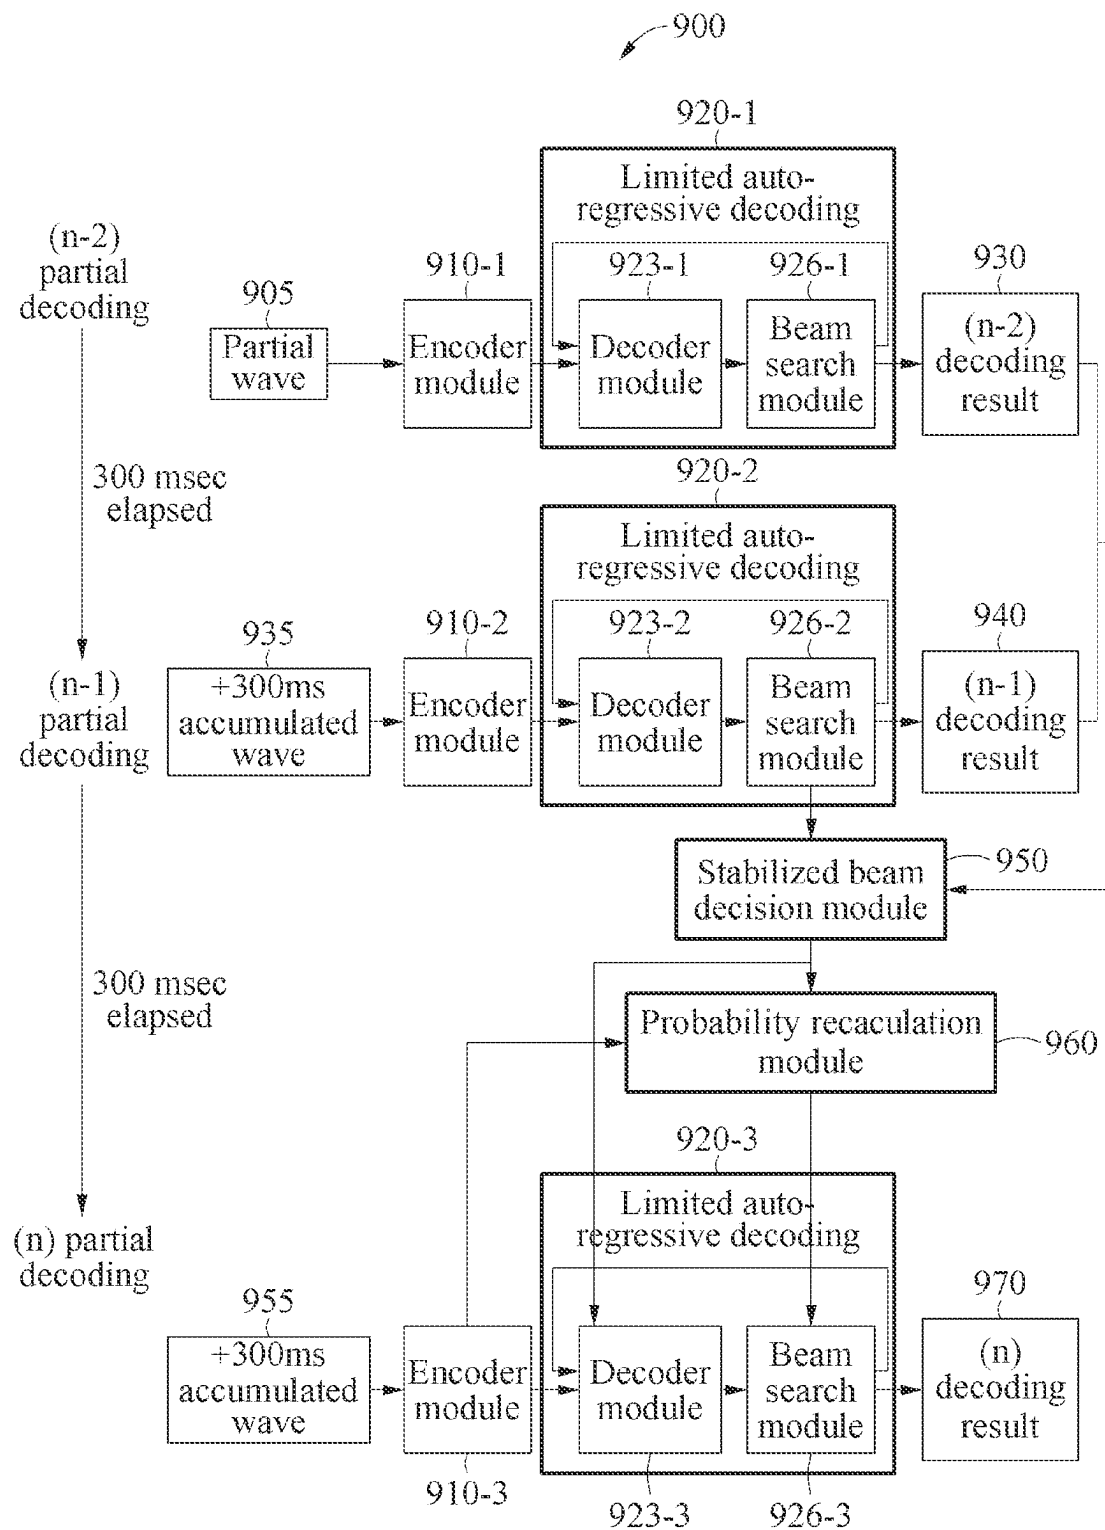 900
920-1
Limited auto-
regressive decoding
(n-2)
partial
decoding
910-1
923-1
926-1
930
905
Partial
wave
Encoder
module
Decoder
module
Beam
search
module
(n-2)
decoding
result
300 msec
elapsed
920-2
Limited auto-
regressive decoding
910-2
923-2
926-2
940
935
(n-1)
partial
decoding
+300ms
accumulated
wave
Encoder
module
Decoder
module
Beam
search
module
(n-1)
decoding
result
Stabilized beam
decision module
950
300 msec
elapsed
Probability recaculation
module
960
920-3
Limited auto-
regressive decoding
(n) partial
decoding
955
970
+300ms
accumulated
wave
Encoder
module
Decoder
module
Beam
search
module
(n)
decoding
result
910-3
923-3
926-3